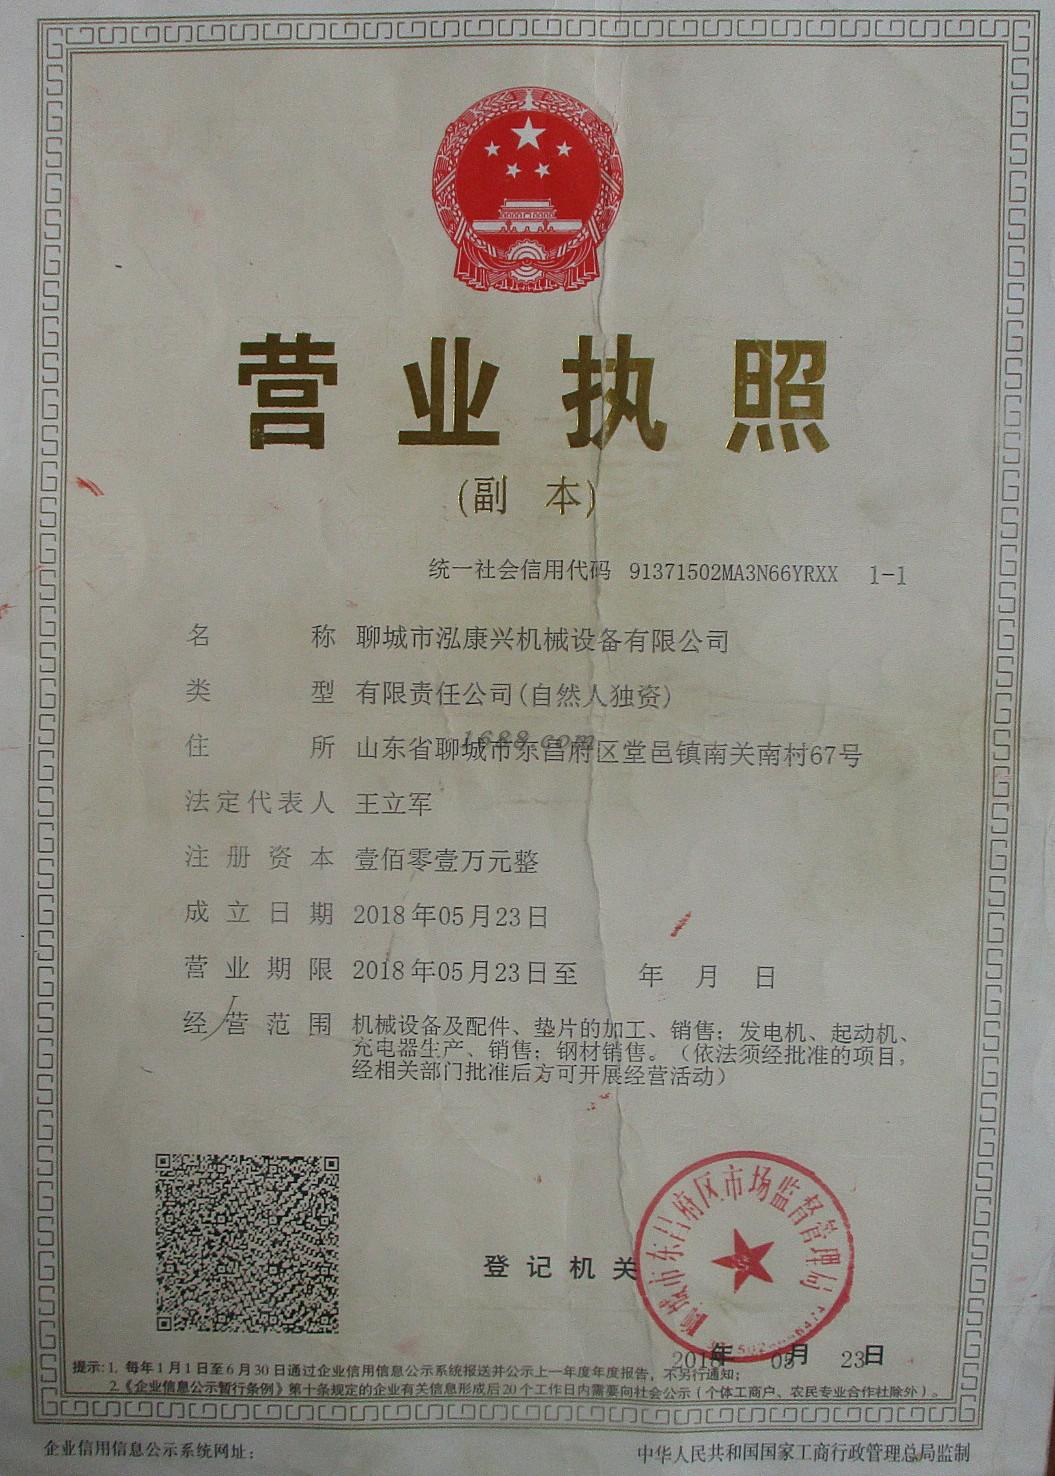 营业执照
(副 本)
统一社会信用代码 91371502MA3N66YRXX 1-1
名 称 聊城市泓康兴机械设备有限公司
类 型 有限责任公司(自然人独资)
住 所 山东省聊城市东昌府区堂邑镇南关南村67号
1688.com
法定代表人 王立军
注册资本 壹佰零壹万元整
成立日期 2018年05月23日
营业期限 2018年05月23日至 年 月 日
经营范围 机械设备及配件、垫片的加工、销售；发电机、起动机、
充电器生产、销售；钢材销售。（依法须经批准的项目，
经相关部门批准后方可开展经营活动）
聊城市东昌府区市场监督管理局
登记机关
2018年 05月 23日
提示：1. 每年1月1日至6月30日通过企业信用信息公示系统报送并公示上一年度年度报告，不另行通知；
2.《企业信息公示暂行条例》第十条规定的企业有关信息形成后20个工作日内需要向社会公示（个体工商户、农民专业合作社除外）。
企业信用信息公示系统网址：
中华人民共和国国家工商行政管理总局监制